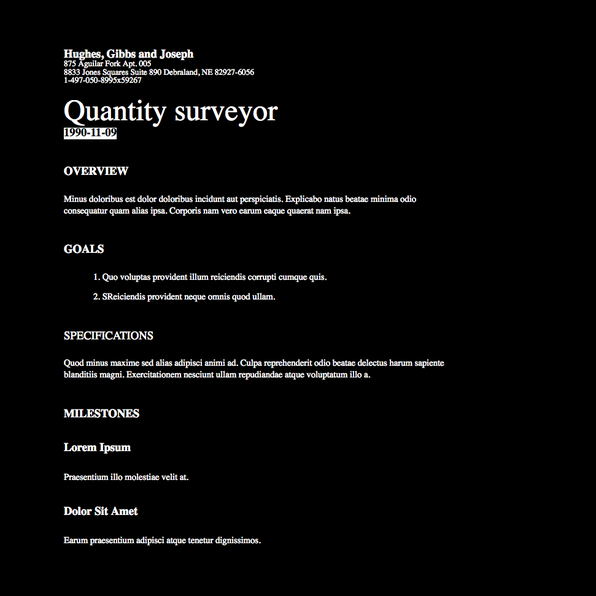 Hughes, Gibbs and Joseph
875 Aguilar Fork Apt. 005
8833 Jones Squares Suite 890 Debraland, NE 82927-6056
1-497-050-8995x59267
Quantity surveyor
1990-11-09
OVERVIEW
Minus doloribus est dolor doloribus incidunt aut perspiciatis. Explicabo natus beatae minima odio
consequatur quam alias ipsa. Corporis nam vero earum eaque quaerat nam ipsa.
GOALS
1. Quo voluptas provident illum reiciendis corrupti cumque quis.
2. SReiciendis provident neque omnis quod ullam.
SPECIFICATIONS
Quod minus maxime sed alias adipisci animi ad. Culpa reprehenderit odio beatae delectus harum sapiente
blanditiis magni. Exercitationem nesciunt ullam repudiandae atque voluptatum illo a.
MILESTONES
Lorem Ipsum
Praesentium illo molestiae velit at.
Dolor Sit Amet
Earum praesentium adipisci atque tenetur dignissimos.